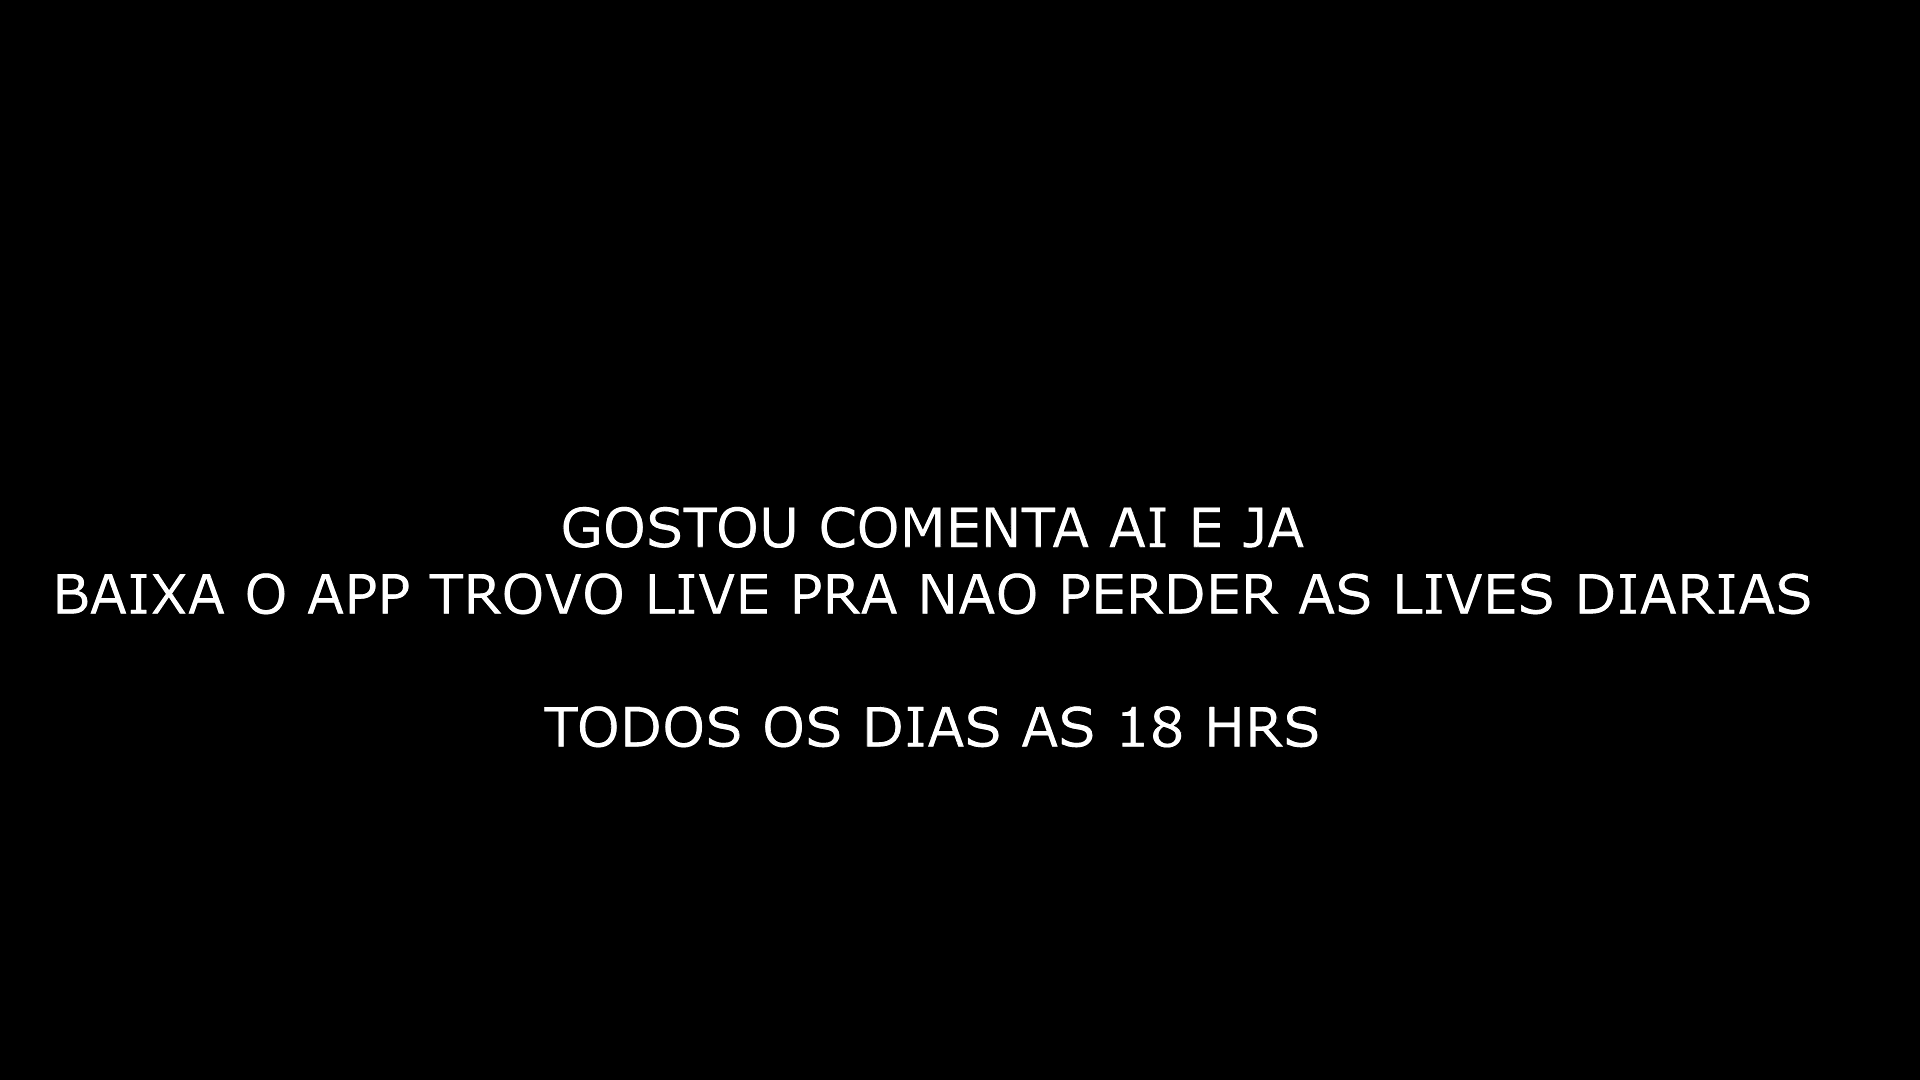 GOSTOU COMENTA AI E JA
BAIXA O APP TROVO LIVE PRA NAO PERDER AS LIVES DIARIAS
TODOS OS DIAS AS 18 HRS